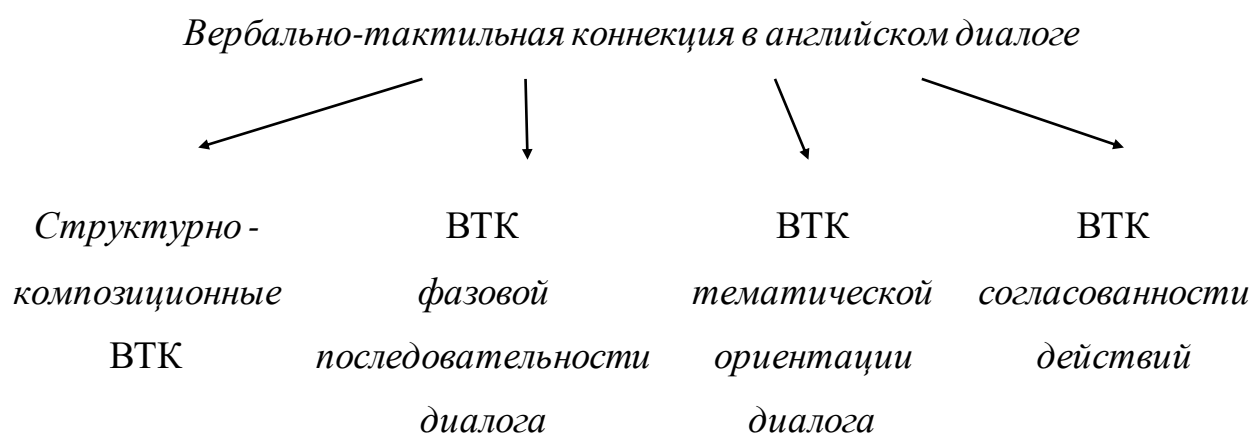 Вербально-тактильная коннекция в английском диалоге
Структурно -
композиционные
ВТК
ВТК
фазовой
последовательности
диалога
ВТК
тематической
ориентации
диалога
ВТК
согласованности
действий